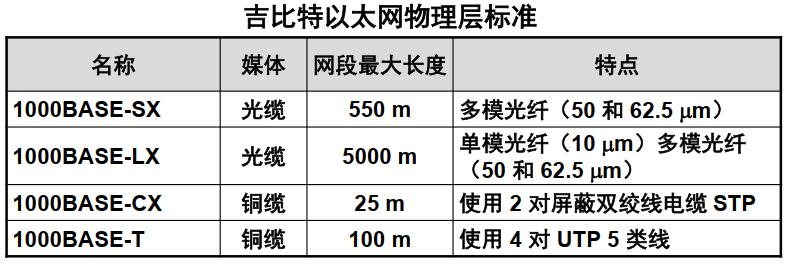 吉比特以太网物理层标准
名称 媒体 网段最大长度 特点
1000BASE-SX 光缆 550 m 多模光纤（50 和 62.5 μm）
1000BASE-LX 光缆 5000 m 单模光纤（10 μm）多模光纤
（50 和 62.5 μm）
1000BASE-CX 铜缆 25 m 使用 2 对屏蔽双绞线电缆 STP
1000BASE-T 铜缆 100 m 使用 4 对 UTP 5 类线